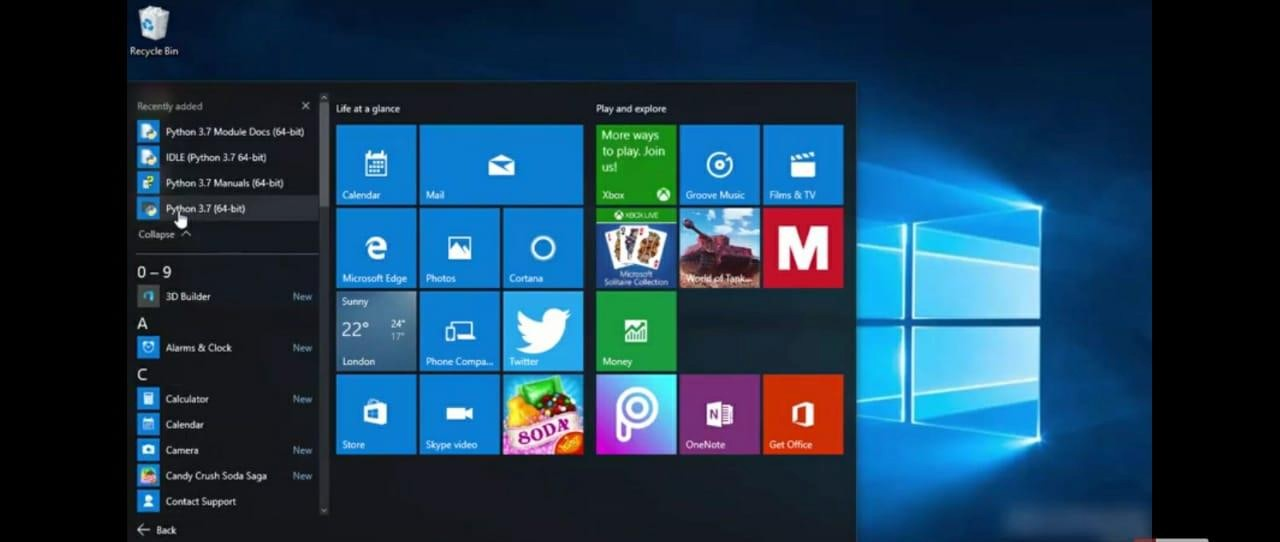 Recycle Bin
Recently added
Python 3.7 Module Docs (64-bit)
IDLE (Python 3.7 64-bit)
Python 3.7 Manuals (64-bit)
Python 3.7 (64-bit)
Collapse
0 – 9
3D Builder New
A
Alarms & Clock New
C
Calculator New
Calendar
Camera New
Candy Crush Soda Saga New
Contact Support
Back
Life at a glance
Calendar
Mail
Microsoft Edge
Photos
Cortana
Sunny
22° 24°
17°
London
Phone Compa...
Twitter
Store
Skype video
SODA
Play and explore
More ways
to play. Join
us!
Xbox
Groove Music
Films & TV
XBOX LIVE
Microsoft
Solitaire Collection
World of Tank...
M
Money
N
OneNote
Get Office